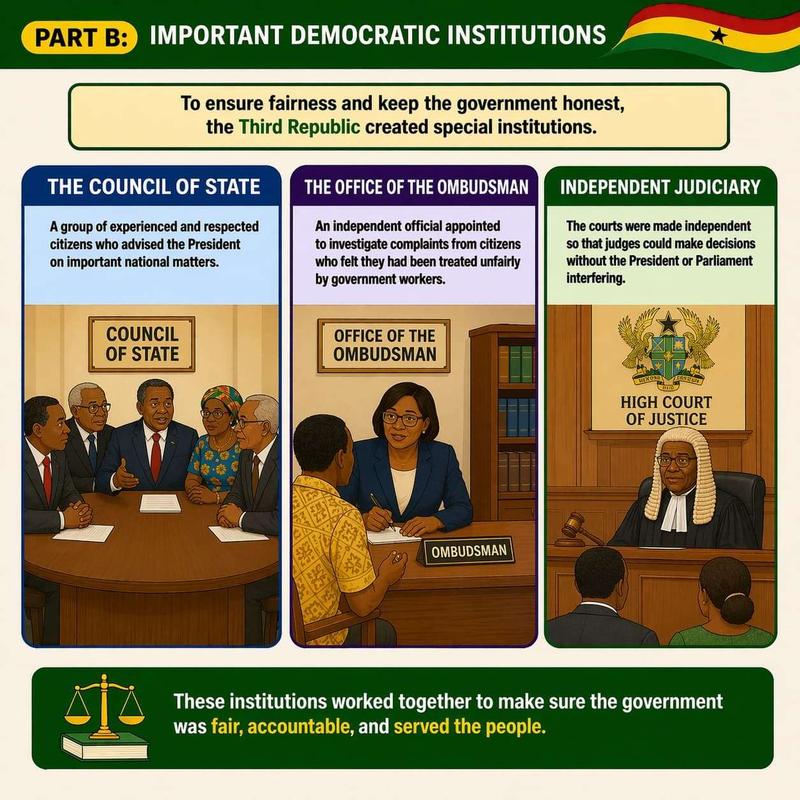 PART B: IMPORTANT DEMOCRATIC INSTITUTIONS
To ensure fairness and keep the government honest,
the Third Republic created special institutions.
THE COUNCIL OF STATE
A group of experienced and respected
citizens who advised the President
on important national matters.
COUNCIL
OF STATE
THE OFFICE OF THE OMBUDSMAN
An independent official appointed
to investigate complaints from citizens
who felt they had been treated unfairly
by government workers.
OFFICE OF THE
OMBUDSMAN
OMBUDSMAN
INDEPENDENT JUDICIARY
The courts were made independent
so that judges could make decisions
without the President or Parliament
interfering.
HIGH COURT
OF JUSTICE
These institutions worked together to make sure the government
was fair, accountable, and served the people.